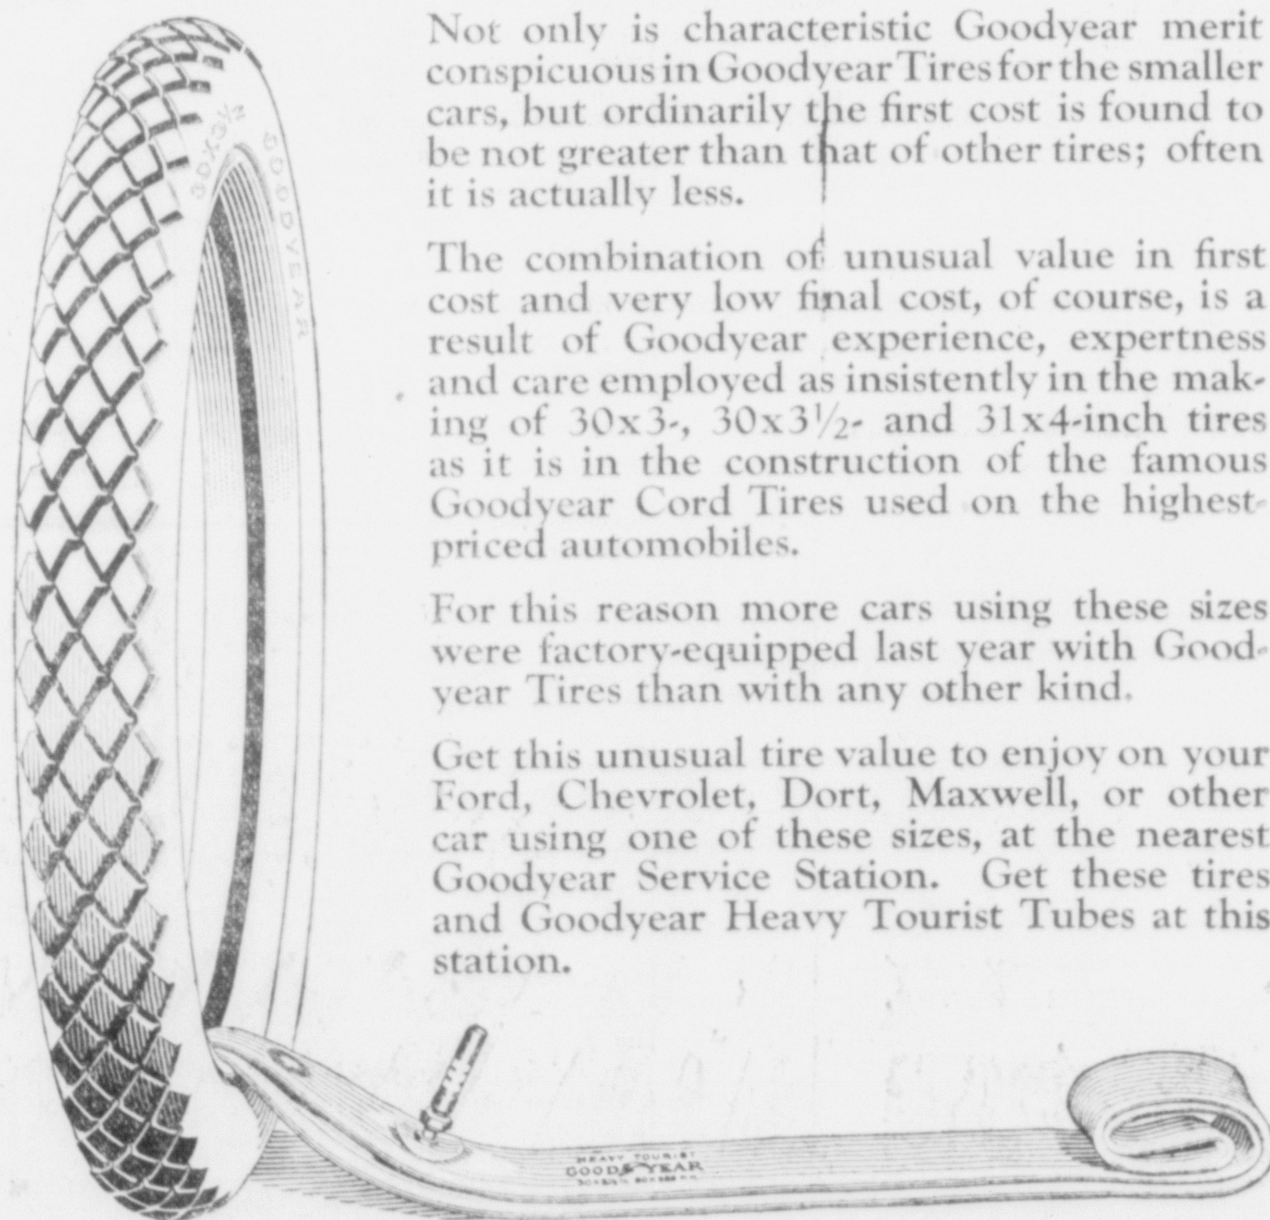 Not only is characteristic Goodyear merit
conspicuous in Goodyear Tires for the smaller
cars, but ordinarily the first cost is found to
be not greater than that of other tires; often
it is actually less.
The combination of unusual value in first
cost and very low final cost, of course, is a
result of Goodyear experience, expertness
and care employed as insistently in the mak-
ing of 30x3-, 30x3½- and 31x4-inch tires
as it is in the construction of the famous
Goodyear Cord Tires used on the highest-
priced automobiles.
For this reason more cars using these sizes
were factory-equipped last year with Good-
year Tires than with any other kind.
Get this unusual tire value to enjoy on your
Ford, Chevrolet, Dort, Maxwell, or other
car using one of these sizes, at the nearest
Goodyear Service Station. Get these tires
and Goodyear Heavy Tourist Tubes at this
station.
GOODYEAR
HEAVY TOURIST
GOODYEAR